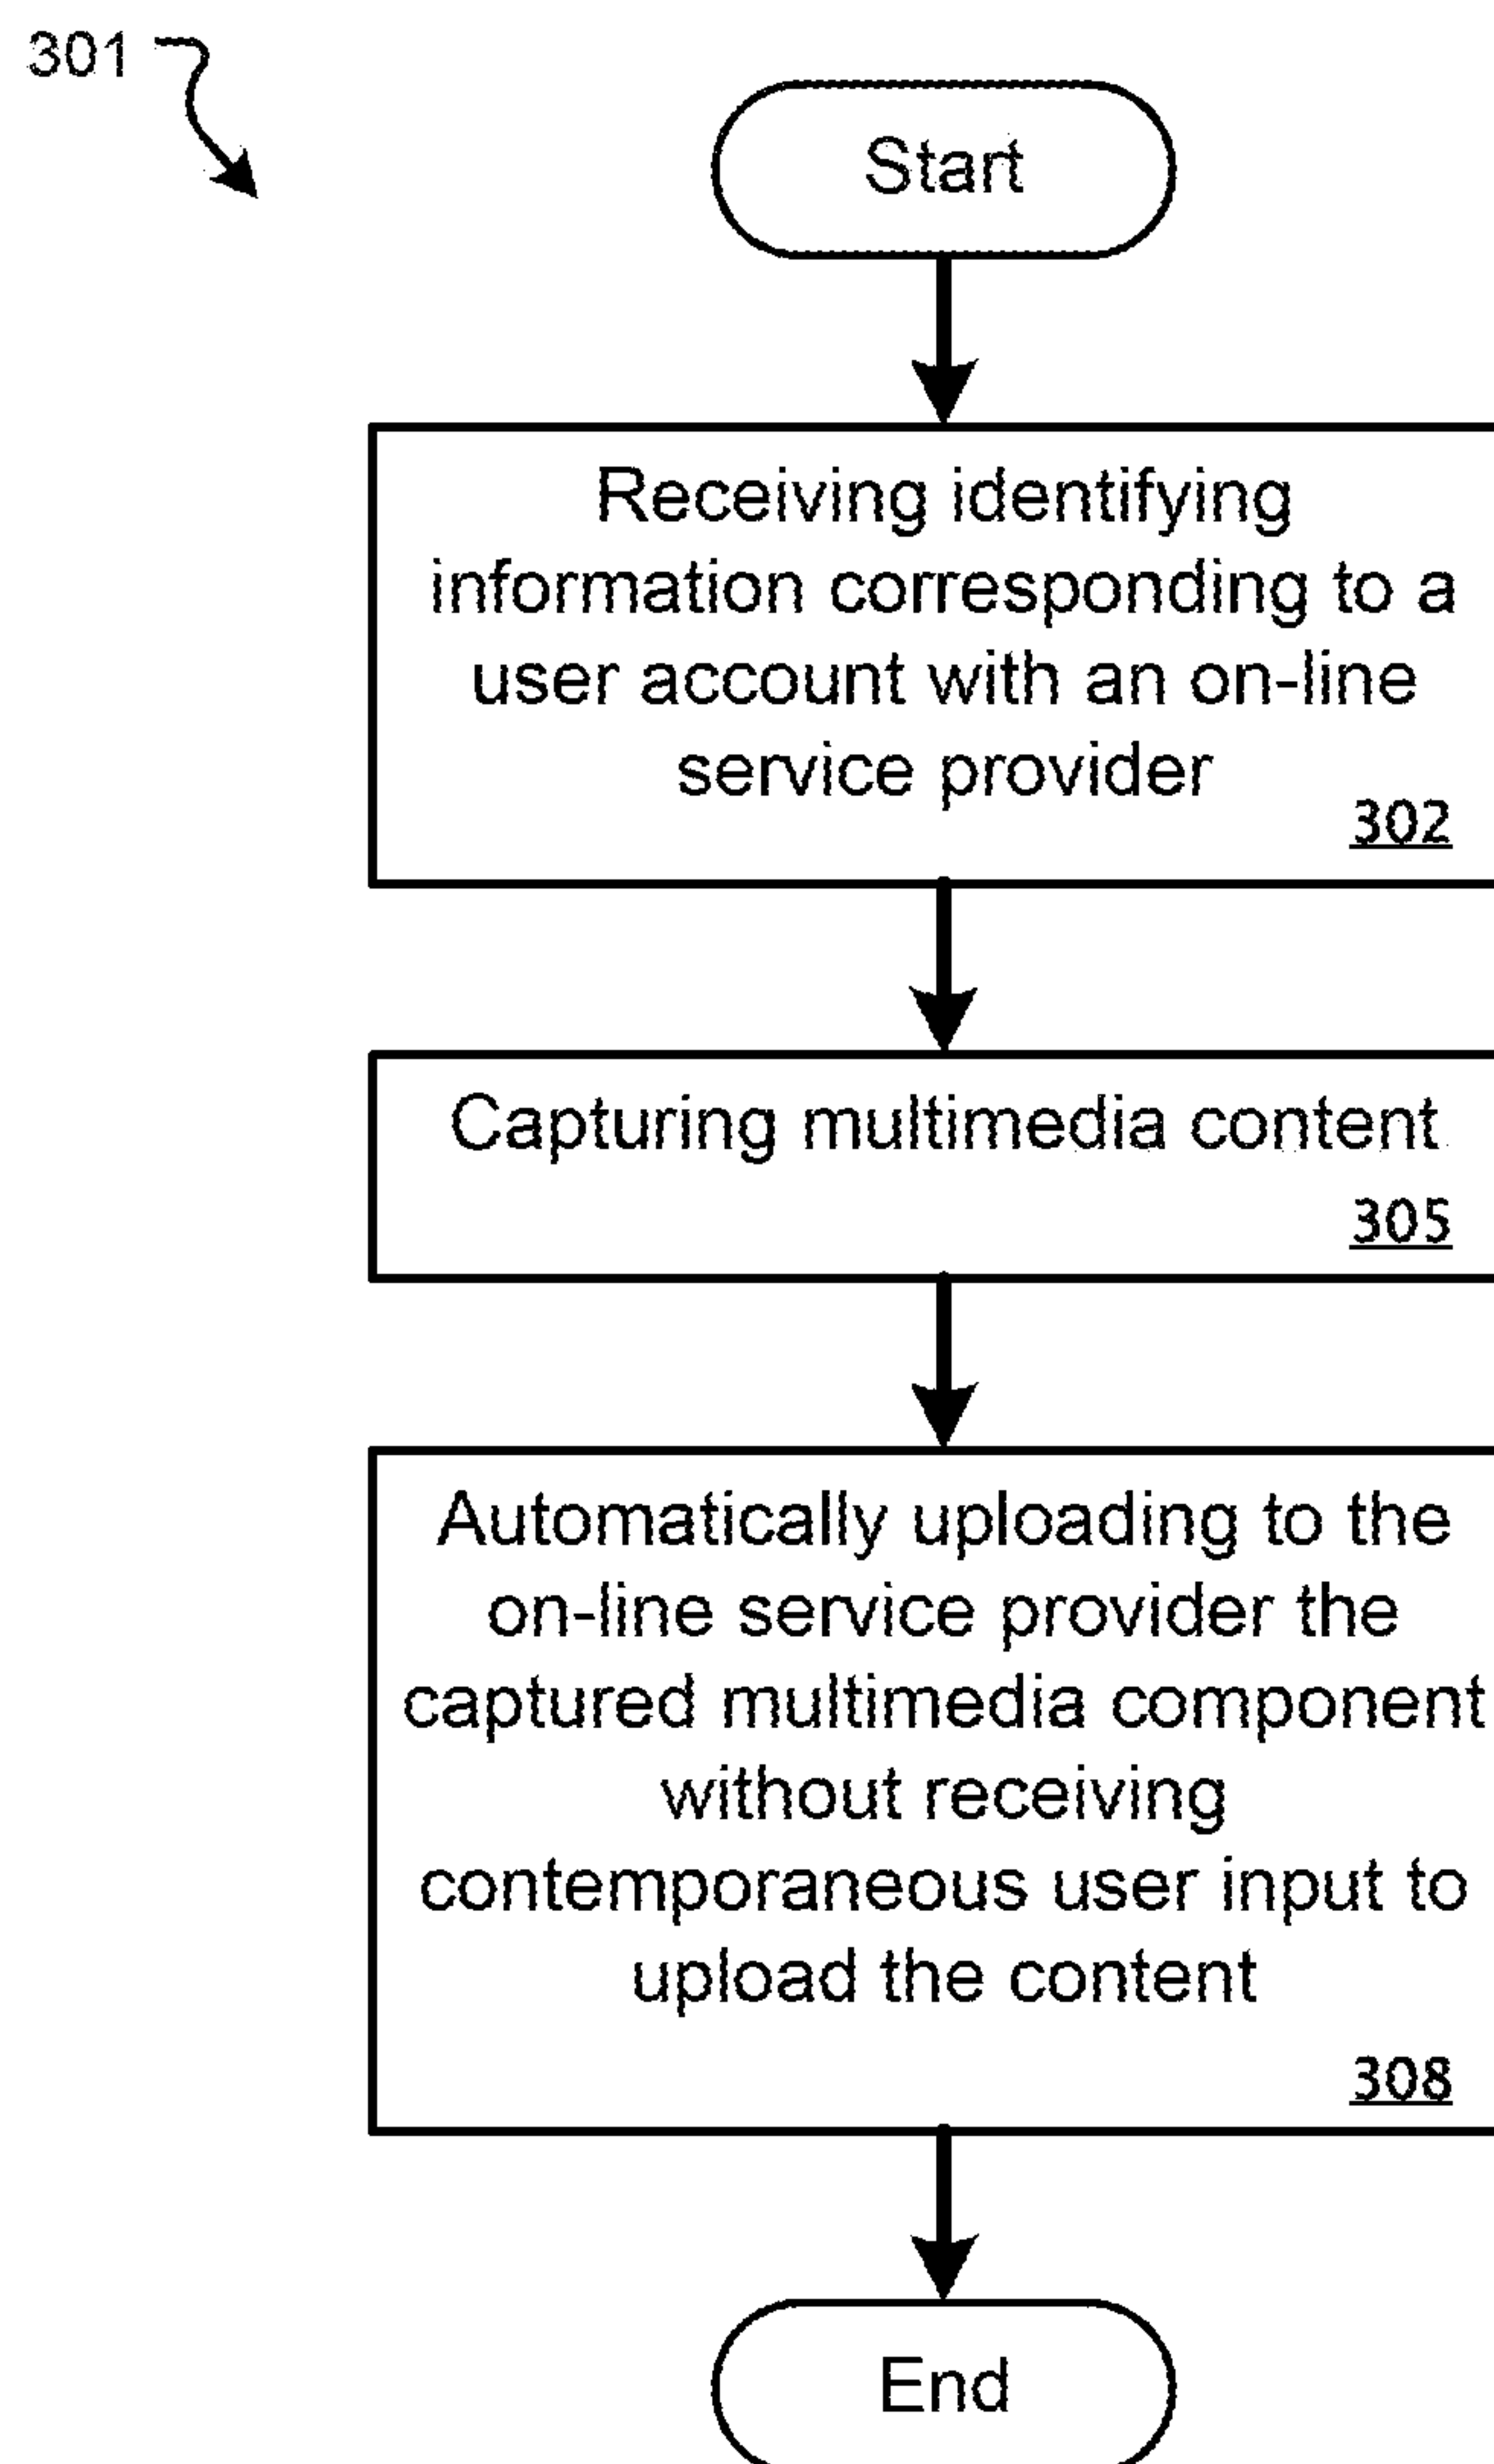 301
Start
Receiving identifying
information corresponding to a
user account with an on-line
service provider
302
Capturing multimedia content
305
Automatically uploading to the
on-line service provider the
captured multimedia component
without receiving
contemporaneous user input to
upload the content
308
End